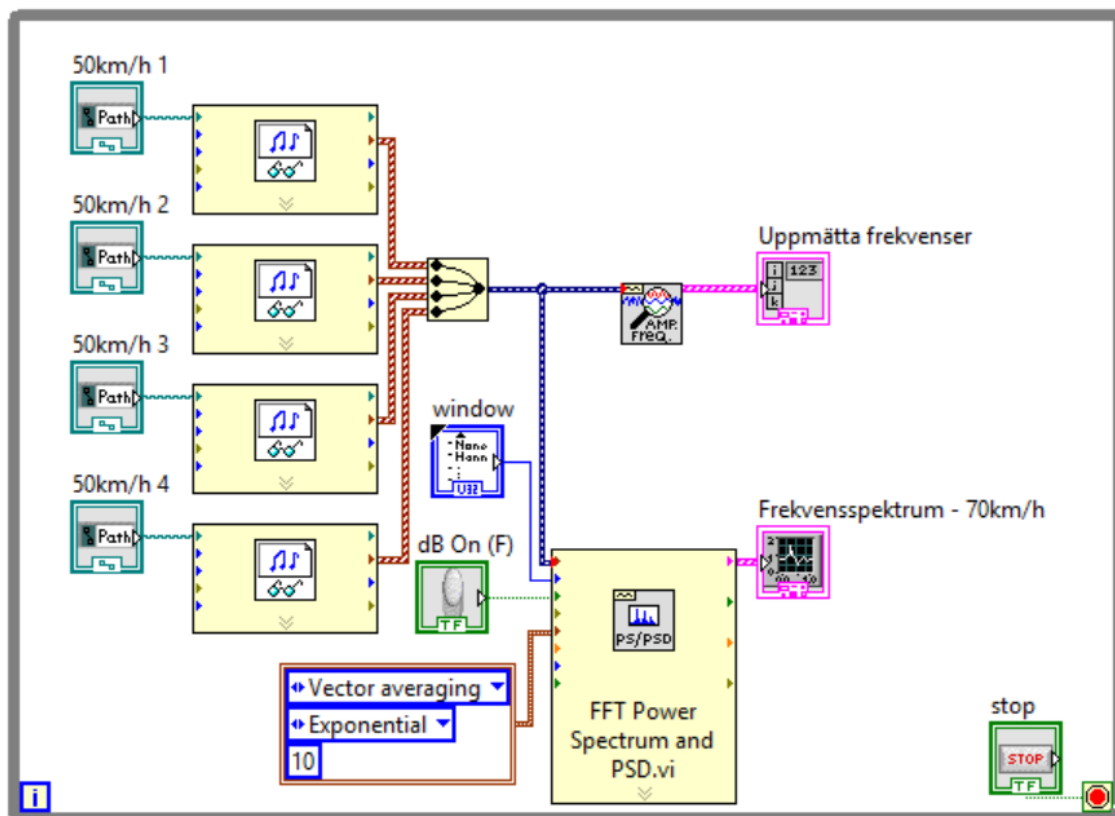 50km/h 1
Path
50km/h 2
Path
50km/h 3
Path
50km/h 4
Path
Uppmätta frekvenser
123
i
j
k
AMP.
FreQ.
window
None
Hann
U32
dB On (F)
TF
Frekvensspektrum - 70km/h
PS/PSD
FFT Power
Spectrum and
PSD.vi
Vector averaging
Exponential
10
stop
STOP
TF
i